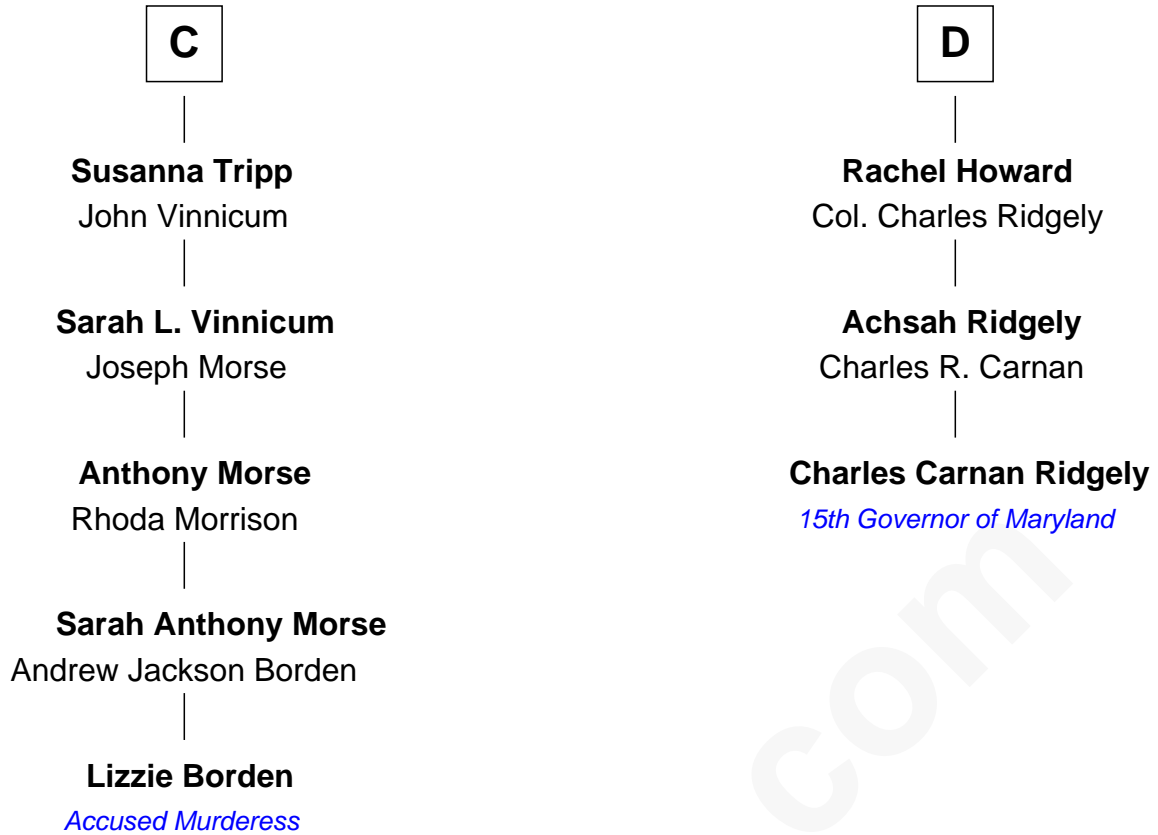 C
Susanna Tripp
John Vinnicum
Sarah L. Vinnicum
Joseph Morse
Anthony Morse
Rhoda Morrison
Sarah Anthony Morse
Andrew Jackson Borden
Lizzie Borden
Accused Murderess
D
Rachel Howard
Col. Charles Ridgely
Achsah Ridgely
Charles R. Carnan
Charles Carnan Ridgely
15th Governor of Maryland
com